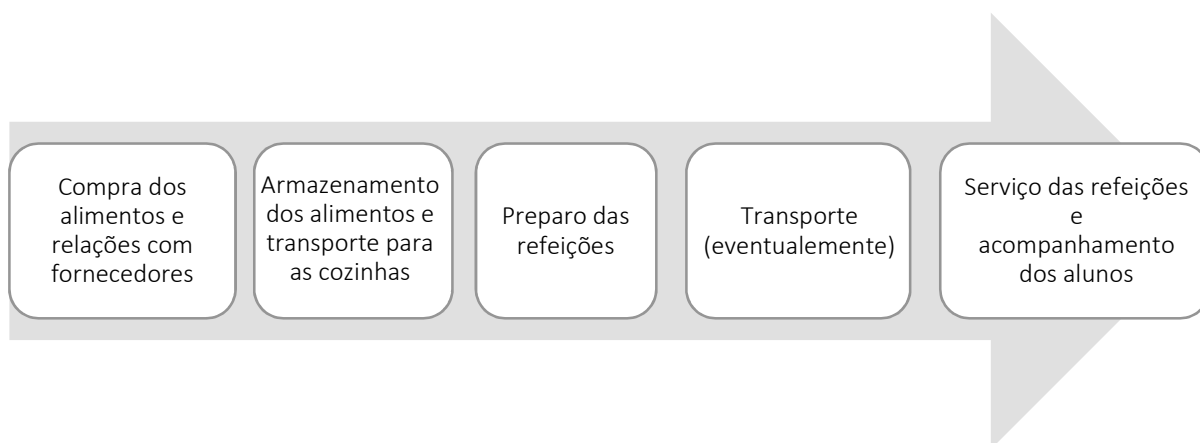 Compra dos
alimentos e
relações com
fornecedores
Armazenamento
dos alimentos e
transporte para
as cozinhas
Preparo das
refeições
Transporte
(eventualemente)
Serviço das refeições
e
acompanhamento
dos alunos